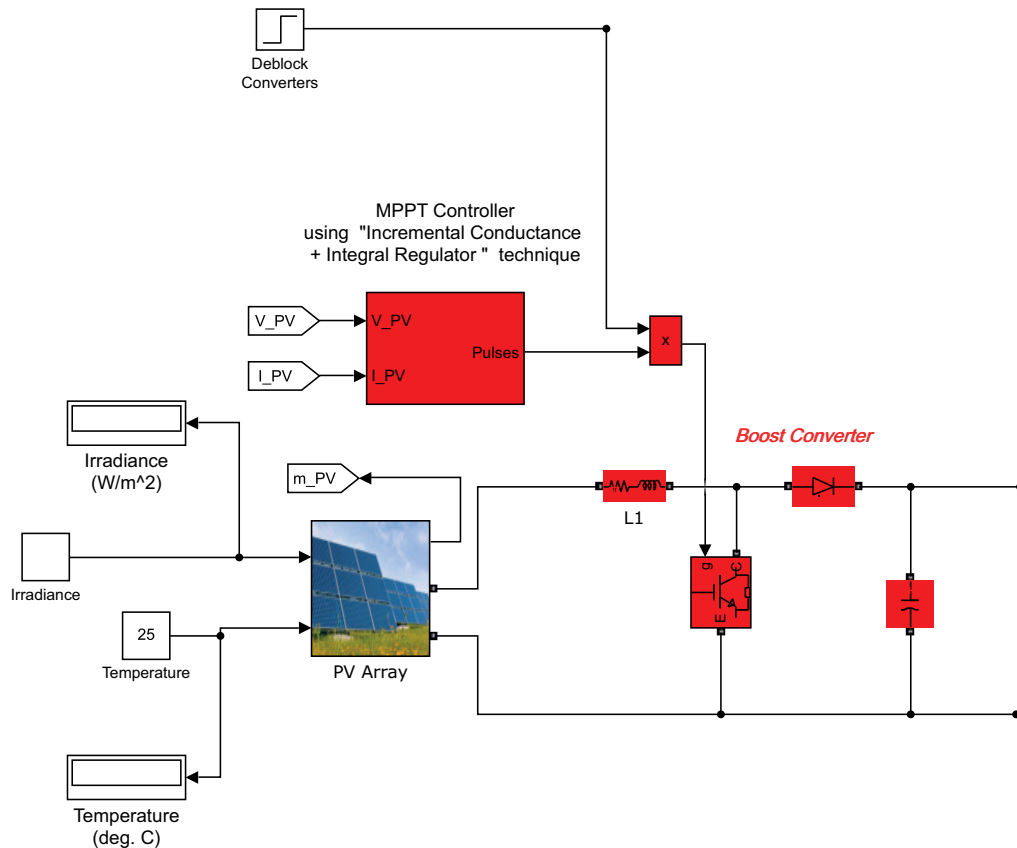 Deblock
Converters
MPPT Controller
using "Incremental Conductance
+ Integral Regulator " technique
V_PV
V_PV
Pulses
x
I_PV
I_PV
Boost Converter
Irradiance
(W/m^2)
m_PV
L1
g
C
E
Irradiance
25
Temperature
PV Array
Temperature
(deg. C)